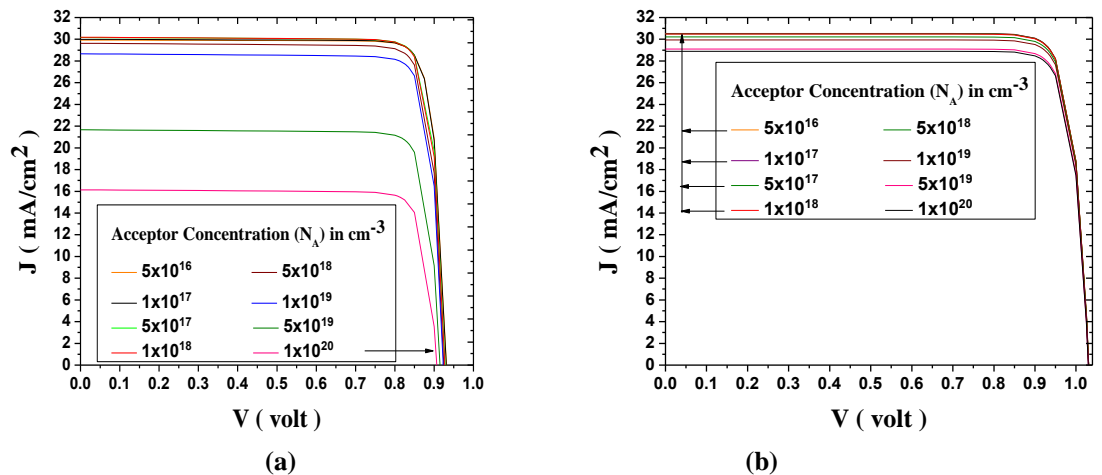 32
30
28
26
24
22
20
18
16
14
12
10
8
6
4
2
0
J ( mA/cm²)
Acceptor Concentration (N_A) in cm⁻³
5x10¹⁶ 5x10¹⁸
1x10¹⁷ 1x10¹⁹
5x10¹⁷ 5x10¹⁹
1x10¹⁸ 1x10²⁰
0.0 0.1 0.2 0.3 0.4 0.5 0.6 0.7 0.8 0.9 1.0
V ( volt )
(a)
32
30
28
26
24
22
20
18
16
14
12
10
8
6
4
2
0
J ( mA/cm²)
Acceptor Concentration (N_A) in cm⁻³
5x10¹⁶ 5x10¹⁸
1x10¹⁷ 1x10¹⁹
5x10¹⁷ 5x10¹⁹
1x10¹⁸ 1x10²⁰
0.0 0.1 0.2 0.3 0.4 0.5 0.6 0.7 0.8 0.9 1.0
V ( volt )
(b)